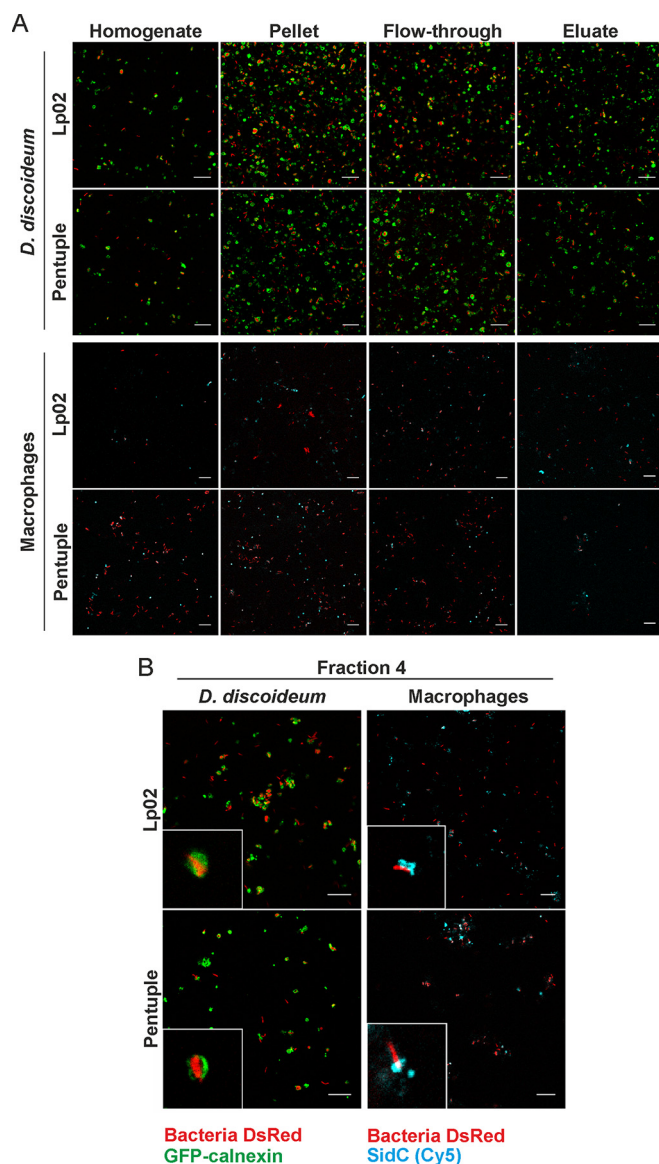 A
Homogenate Pellet Flow-through Eluate
D. discoideum
Lp02
Pentuple
Macrophages
Lp02
Pentuple
B
Fraction 4
D. discoideum Macrophages
Lp02
Pentuple
Bacteria DsRed Bacteria DsRed
GFP-calnexin SidC (Cy5)